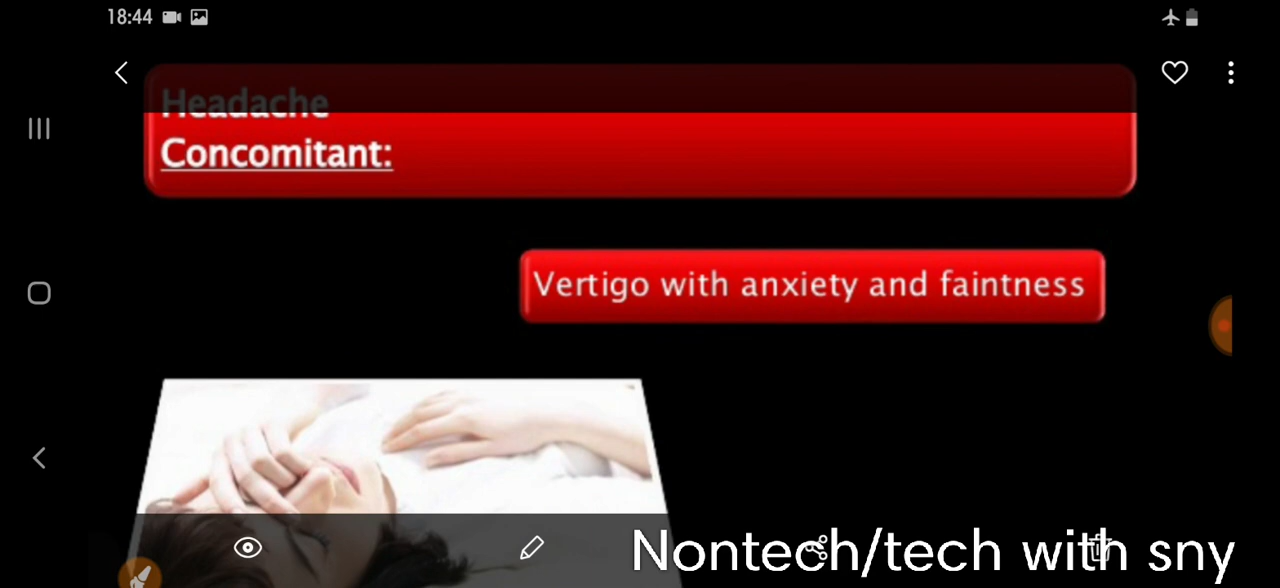 18:44
Headache
Concomitant:
Vertigo with anxiety and faintness
Nontech/tech with sny